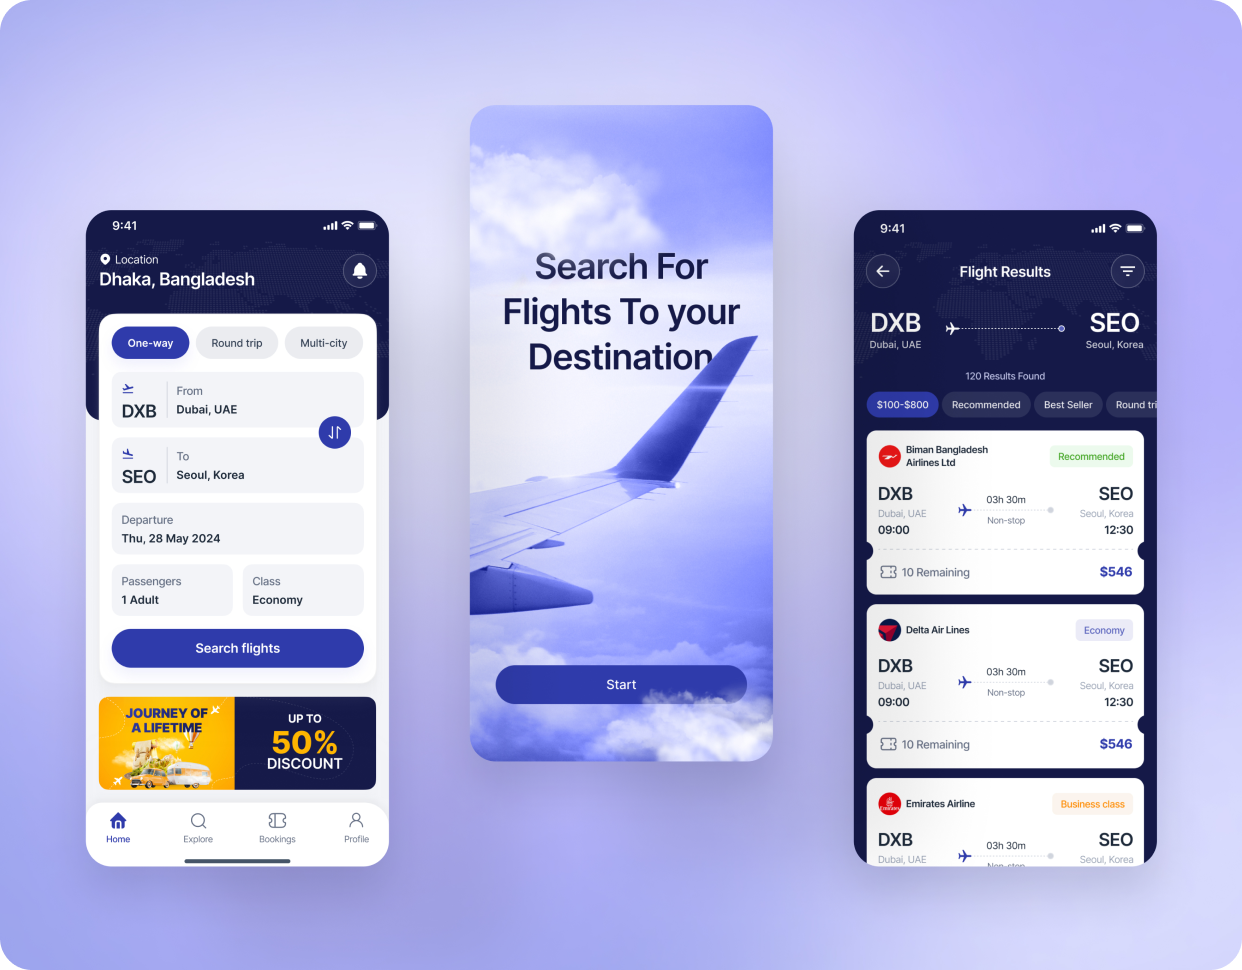 9:41
Location
Dhaka, Bangladesh
One-way
Round trip
Multi-city
From
DXB
Dubai, UAE
To
SEO
Seoul, Korea
Departure
Thu, 28 May 2024
Passengers
1 Adult
Class
Economy
Search flights
JOURNEY OF
A LIFETIME
UP TO
50%
DISCOUNT
Home
Explore
Bookings
Profile
Search For
Flights To your
Destination
Start
9:41
Flight Results
DXB
Dubai, UAE
SEO
Seoul, Korea
120 Results Found
$100-$800
Recommended
Best Seller
Round tri
Biman Bangladesh
Airlines Ltd
Recommended
DXB
Dubai, UAE
09:00
03h 30m
Non-stop
SEO
Seoul, Korea
12:30
10 Remaining
$546
Delta Air Lines
Economy
DXB
Dubai, UAE
09:00
03h 30m
Non-stop
SEO
Seoul, Korea
12:30
10 Remaining
$546
Emirates
Emirates Airline
Business class
DXB
Dubai, UAE
03h 30m
Non-stop
SEO
Seoul, Korea